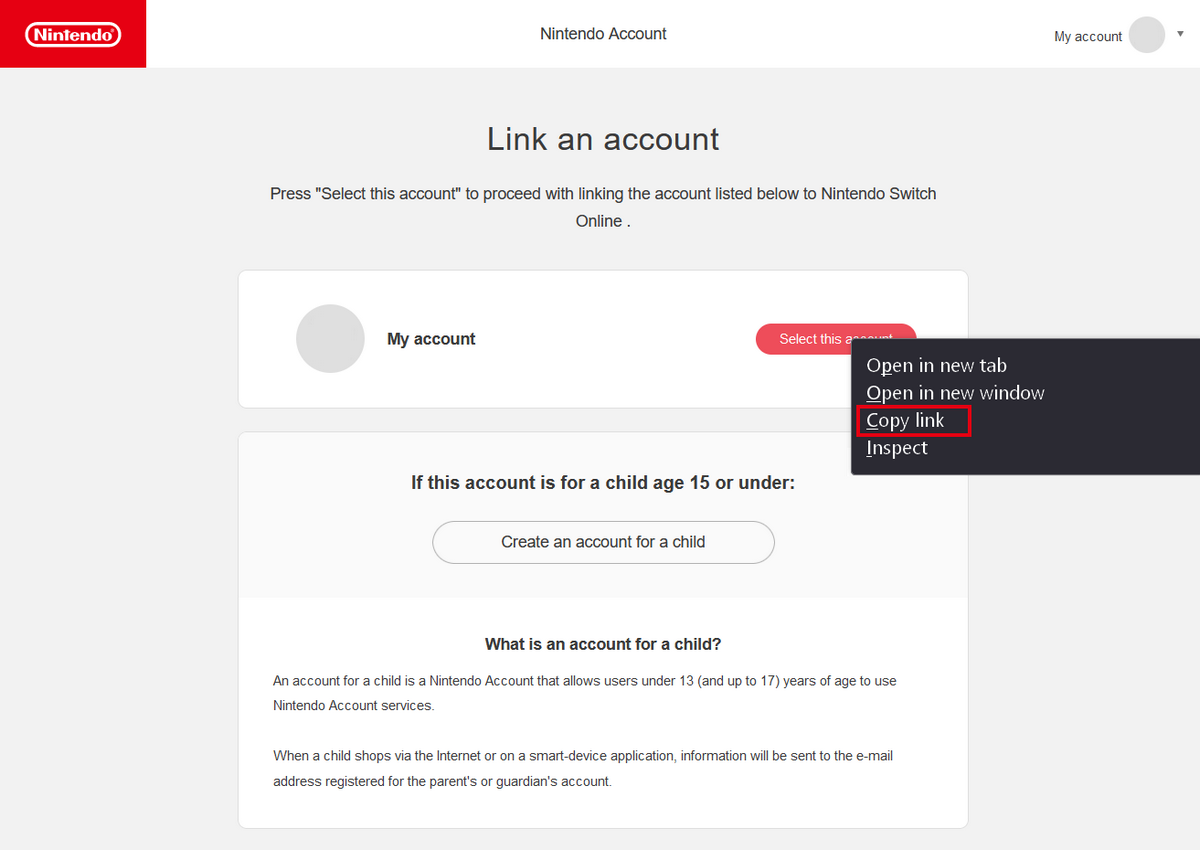 Nintendo
Nintendo Account
My account
Link an account
Press "Select this account" to proceed with linking the account listed below to Nintendo Switch
Online .
My account
Select this account
Open in new tab
Open in new window
Copy link
Inspect
If this account is for a child age 15 or under:
Create an account for a child
What is an account for a child?
An account for a child is a Nintendo Account that allows users under 13 (and up to 17) years of age to use
Nintendo Account services.
When a child shops via the Internet or on a smart-device application, information will be sent to the e-mail
address registered for the parent's or guardian's account.